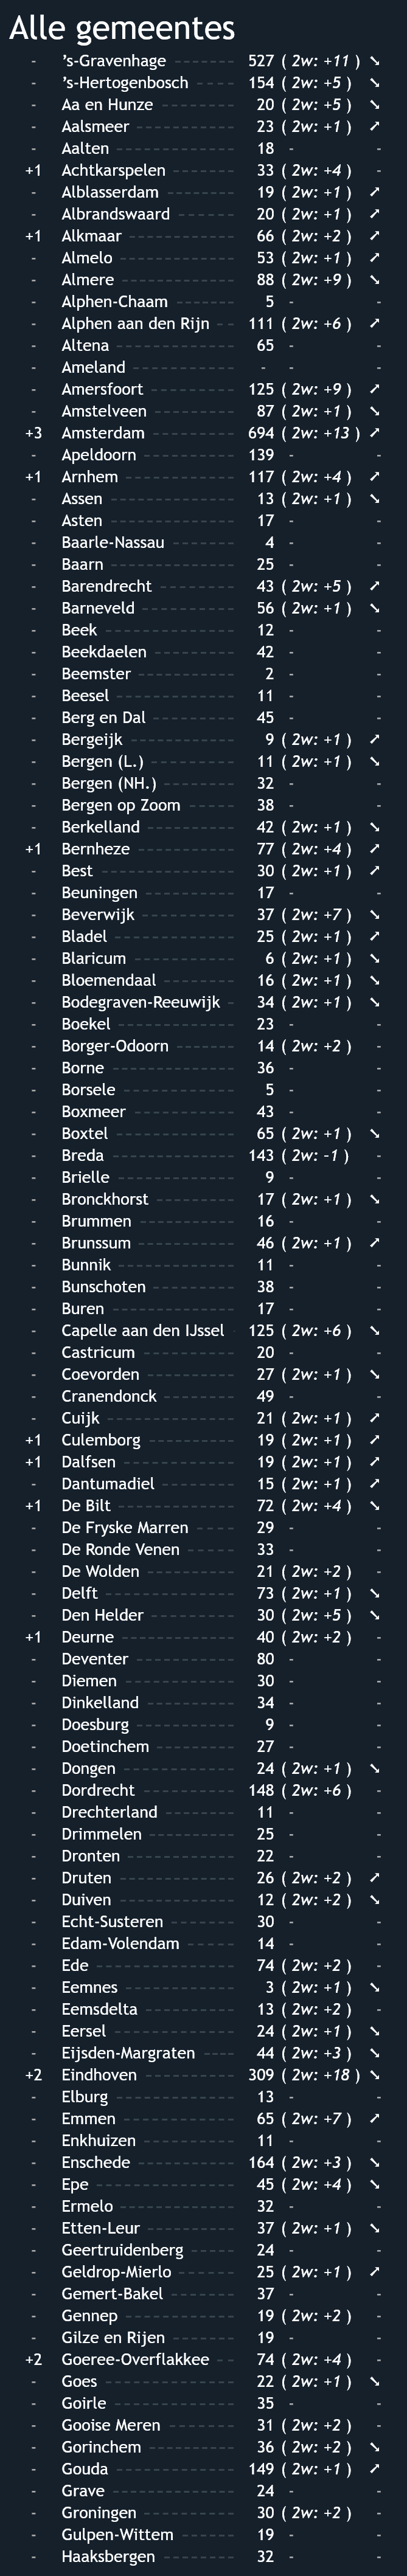 Alle gemeentes
- ’s-Gravenhage 527 ( 2w: +11 ) ➘
- ’s-Hertogenbosch 154 ( 2w: +5 ) ➘
- Aa en Hunze 20 ( 2w: +5 ) ➘
- Aalsmeer 23 ( 2w: +1 ) ➚
- Aalten 18 - -
+1 Achtkarspelen 33 ( 2w: +4 ) -
- Alblasserdam 19 ( 2w: +1 ) ➚
- Albrandswaard 20 ( 2w: +1 ) ➚
+1 Alkmaar 66 ( 2w: +2 ) ➚
- Almelo 53 ( 2w: +1 ) ➚
- Almere 88 ( 2w: +9 ) ➘
- Alphen-Chaam 5 - -
- Alphen aan den Rijn 111 ( 2w: +6 ) ➚
- Altena 65 - -
- Ameland - - -
- Amersfoort 125 ( 2w: +9 ) ➚
- Amstelveen 87 ( 2w: +1 ) ➘
+3 Amsterdam 694 ( 2w: +13 ) ➚
- Apeldoorn 139 - -
+1 Arnhem 117 ( 2w: +4 ) ➚
- Assen 13 ( 2w: +1 ) ➘
- Asten 17 - -
- Baarle-Nassau 4 - -
- Baarn 25 - -
- Barendrecht 43 ( 2w: +5 ) ➚
- Barneveld 56 ( 2w: +1 ) ➘
- Beek 12 - -
- Beekdaelen 42 - -
- Beemster 2 - -
- Beesel 11 - -
- Berg en Dal 45 - -
- Bergeijk 9 ( 2w: +1 ) ➚
- Bergen (L.) 11 ( 2w: +1 ) ➘
- Bergen (NH.) 32 - -
- Bergen op Zoom 38 - -
- Berkelland 42 ( 2w: +1 ) ➘
+1 Bernheze 77 ( 2w: +4 ) ➚
- Best 30 ( 2w: +1 ) ➚
- Beuningen 17 - -
- Beverwijk 37 ( 2w: +7 ) ➘
- Bladel 25 ( 2w: +1 ) ➚
- Blaricum 6 ( 2w: +1 ) ➘
- Bloemendaal 16 ( 2w: +1 ) ➘
- Bodegraven-Reeuwijk 34 ( 2w: +1 ) ➘
- Boekel 23 - -
- Borger-Odoorn 14 ( 2w: +2 ) -
- Borne 36 - -
- Borsele 5 - -
- Boxmeer 43 - -
- Boxtel 65 ( 2w: +1 ) ➘
- Breda 143 ( 2w: -1 ) -
- Brielle 9 - -
- Bronckhorst 17 ( 2w: +1 ) ➘
- Brummen 16 - -
- Brunssum 46 ( 2w: +1 ) ➚
- Bunnik 11 - -
- Bunschoten 38 - -
- Buren 17 - -
- Capelle aan den IJssel 125 ( 2w: +6 ) ➘
- Castricum 20 - -
- Coevorden 27 ( 2w: +1 ) ➘
- Cranendonck 49 - -
- Cuijk 21 ( 2w: +1 ) ➚
+1 Culemborg 19 ( 2w: +1 ) ➚
+1 Dalfsen 19 ( 2w: +1 ) ➚
- Dantumadiel 15 ( 2w: +1 ) ➚
+1 De Bilt 72 ( 2w: +4 ) ➘
- De Fryske Marren 29 - -
- De Ronde Venen 33 - -
- De Wolden 21 ( 2w: +2 ) -
- Delft 73 ( 2w: +1 ) ➘
- Den Helder 30 ( 2w: +5 ) ➘
+1 Deurne 40 ( 2w: +2 ) -
- Deventer 80 - -
- Diemen 30 - -
- Dinkelland 34 - -
- Doesburg 9 - -
- Doetinchem 27 - -
- Dongen 24 ( 2w: +1 ) ➘
- Dordrecht 148 ( 2w: +6 ) -
- Drechterland 11 - -
- Drimmelen 25 - -
- Dronten 22 - -
- Druten 26 ( 2w: +2 ) ➚
- Duiven 12 ( 2w: +2 ) ➘
- Echt-Susteren 30 - -
- Edam-Volendam 14 - -
- Ede 74 ( 2w: +2 ) -
- Eemnes 3 ( 2w: +1 ) ➘
- Eemsdelta 13 ( 2w: +2 ) -
- Eersel 24 ( 2w: +1 ) ➘
- Eijsden-Margraten 44 ( 2w: +3 ) ➘
+2 Eindhoven 309 ( 2w: +18 ) ➘
- Elburg 13 - -
- Emmen 65 ( 2w: +7 ) ➚
- Enkhuizen 11 - -
- Enschede 164 ( 2w: +3 ) ➘
- Epe 45 ( 2w: +4 ) ➘
- Ermelo 32 - -
- Etten-Leur 37 ( 2w: +1 ) ➘
- Geertruidenberg 24 - -
- Geldrop-Mierlo 25 ( 2w: +1 ) ➚
- Gemert-Bakel 37 - -
- Gennep 19 ( 2w: +2 ) -
- Gilze en Rijen 19 - -
+2 Goeree-Overflakkee 74 ( 2w: +4 ) -
- Goes 22 ( 2w: +1 ) ➘
- Goirle 35 - -
- Gooise Meren 31 ( 2w: +2 ) -
- Gorinchem 36 ( 2w: +2 ) ➘
- Gouda 149 ( 2w: +1 ) ➚
- Grave 24 - -
- Groningen 30 ( 2w: +2 ) -
- Gulpen-Wittem 19 - -
- Haaksbergen 32 - -